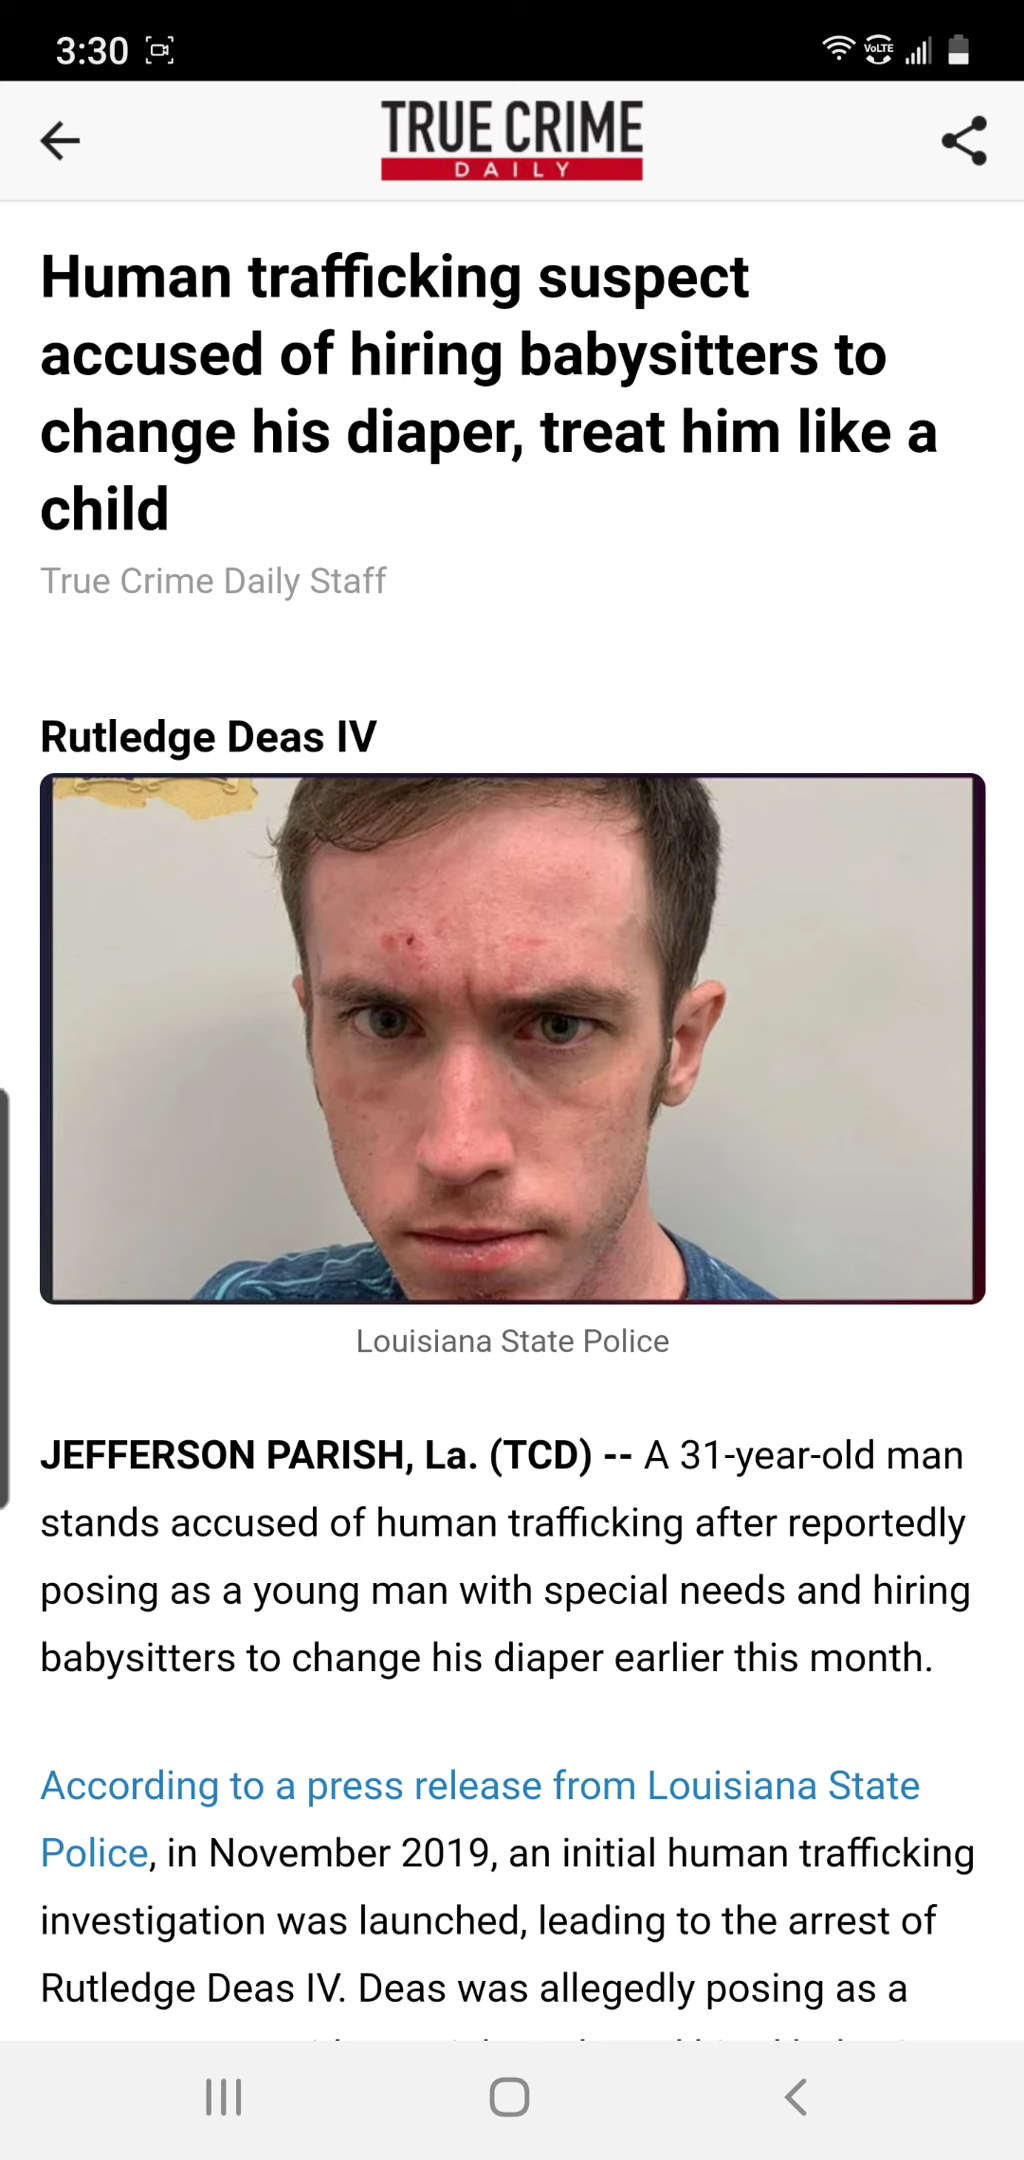 3:30
VoLTE
TRUE CRIME
DAILY
Human trafficking suspect
accused of hiring babysitters to
change his diaper, treat him like a
child
True Crime Daily Staff
Rutledge Deas IV
Louisiana State Police
JEFFERSON PARISH, La. (TCD) -- A 31-year-old man
stands accused of human trafficking after reportedly
posing as a young man with special needs and hiring
babysitters to change his diaper earlier this month.
According to a press release from Louisiana State
Police, in November 2019, an initial human trafficking
investigation was launched, leading to the arrest of
Rutledge Deas IV. Deas was allegedly posing as a